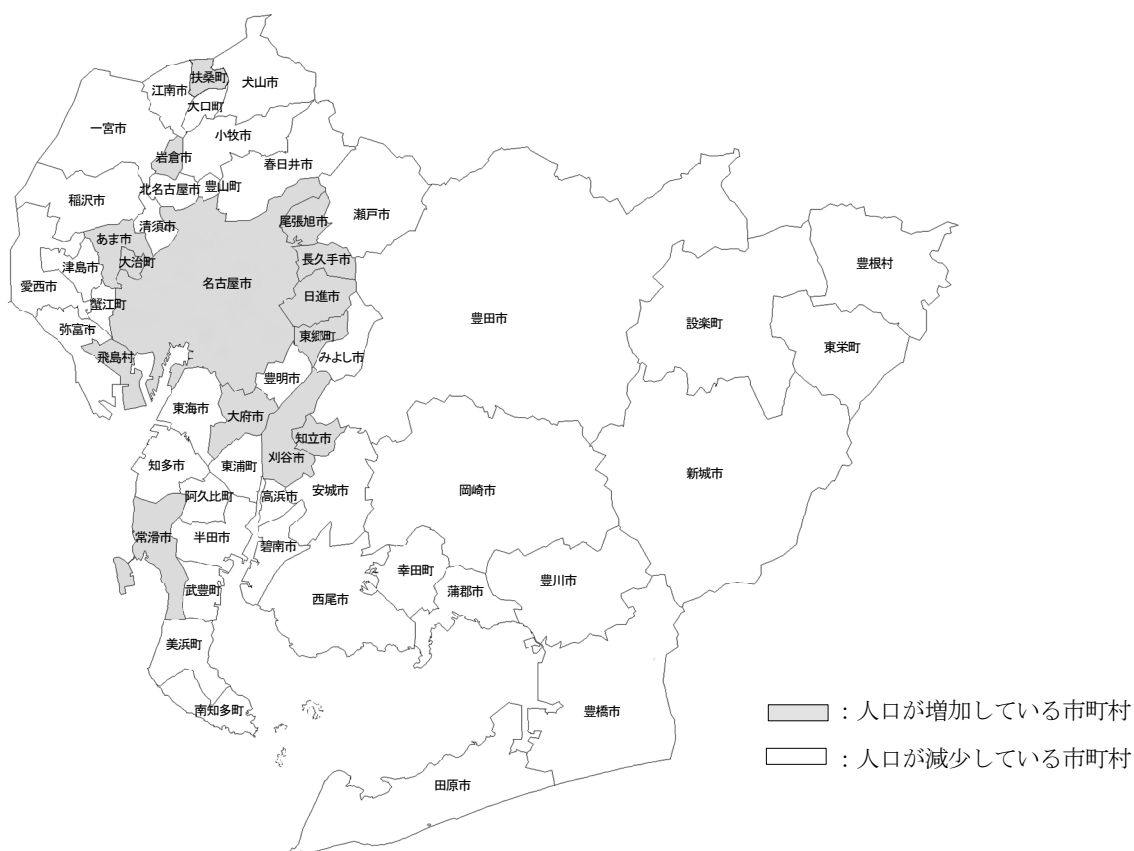 扶桑町
犬山市
江南市
大口町
一宮市
小牧市
岩倉市
春日井市
北名古屋市
豊山町
稲沢市
瀬戸市
尾張旭市
清須市
あま市
大治町
津島市
長久手市
豊根村
名古屋市
愛西市
日進市
蟹江町
豊田市
設楽町
弥富市
東郷町
東栄町
飛島村
みよし市
豊明市
東海市
大府市
知立市
刈谷市
知多市
東浦町
新城市
阿久比町
高浜市
安城市
岡崎市
常滑市
半田市
碧南市
幸田町
豊川市
武豊町
西尾市
蒲郡市
美浜町
南知多町
豊橋市
:人口が増加している市町村
:人口が減少している市町村
田原市